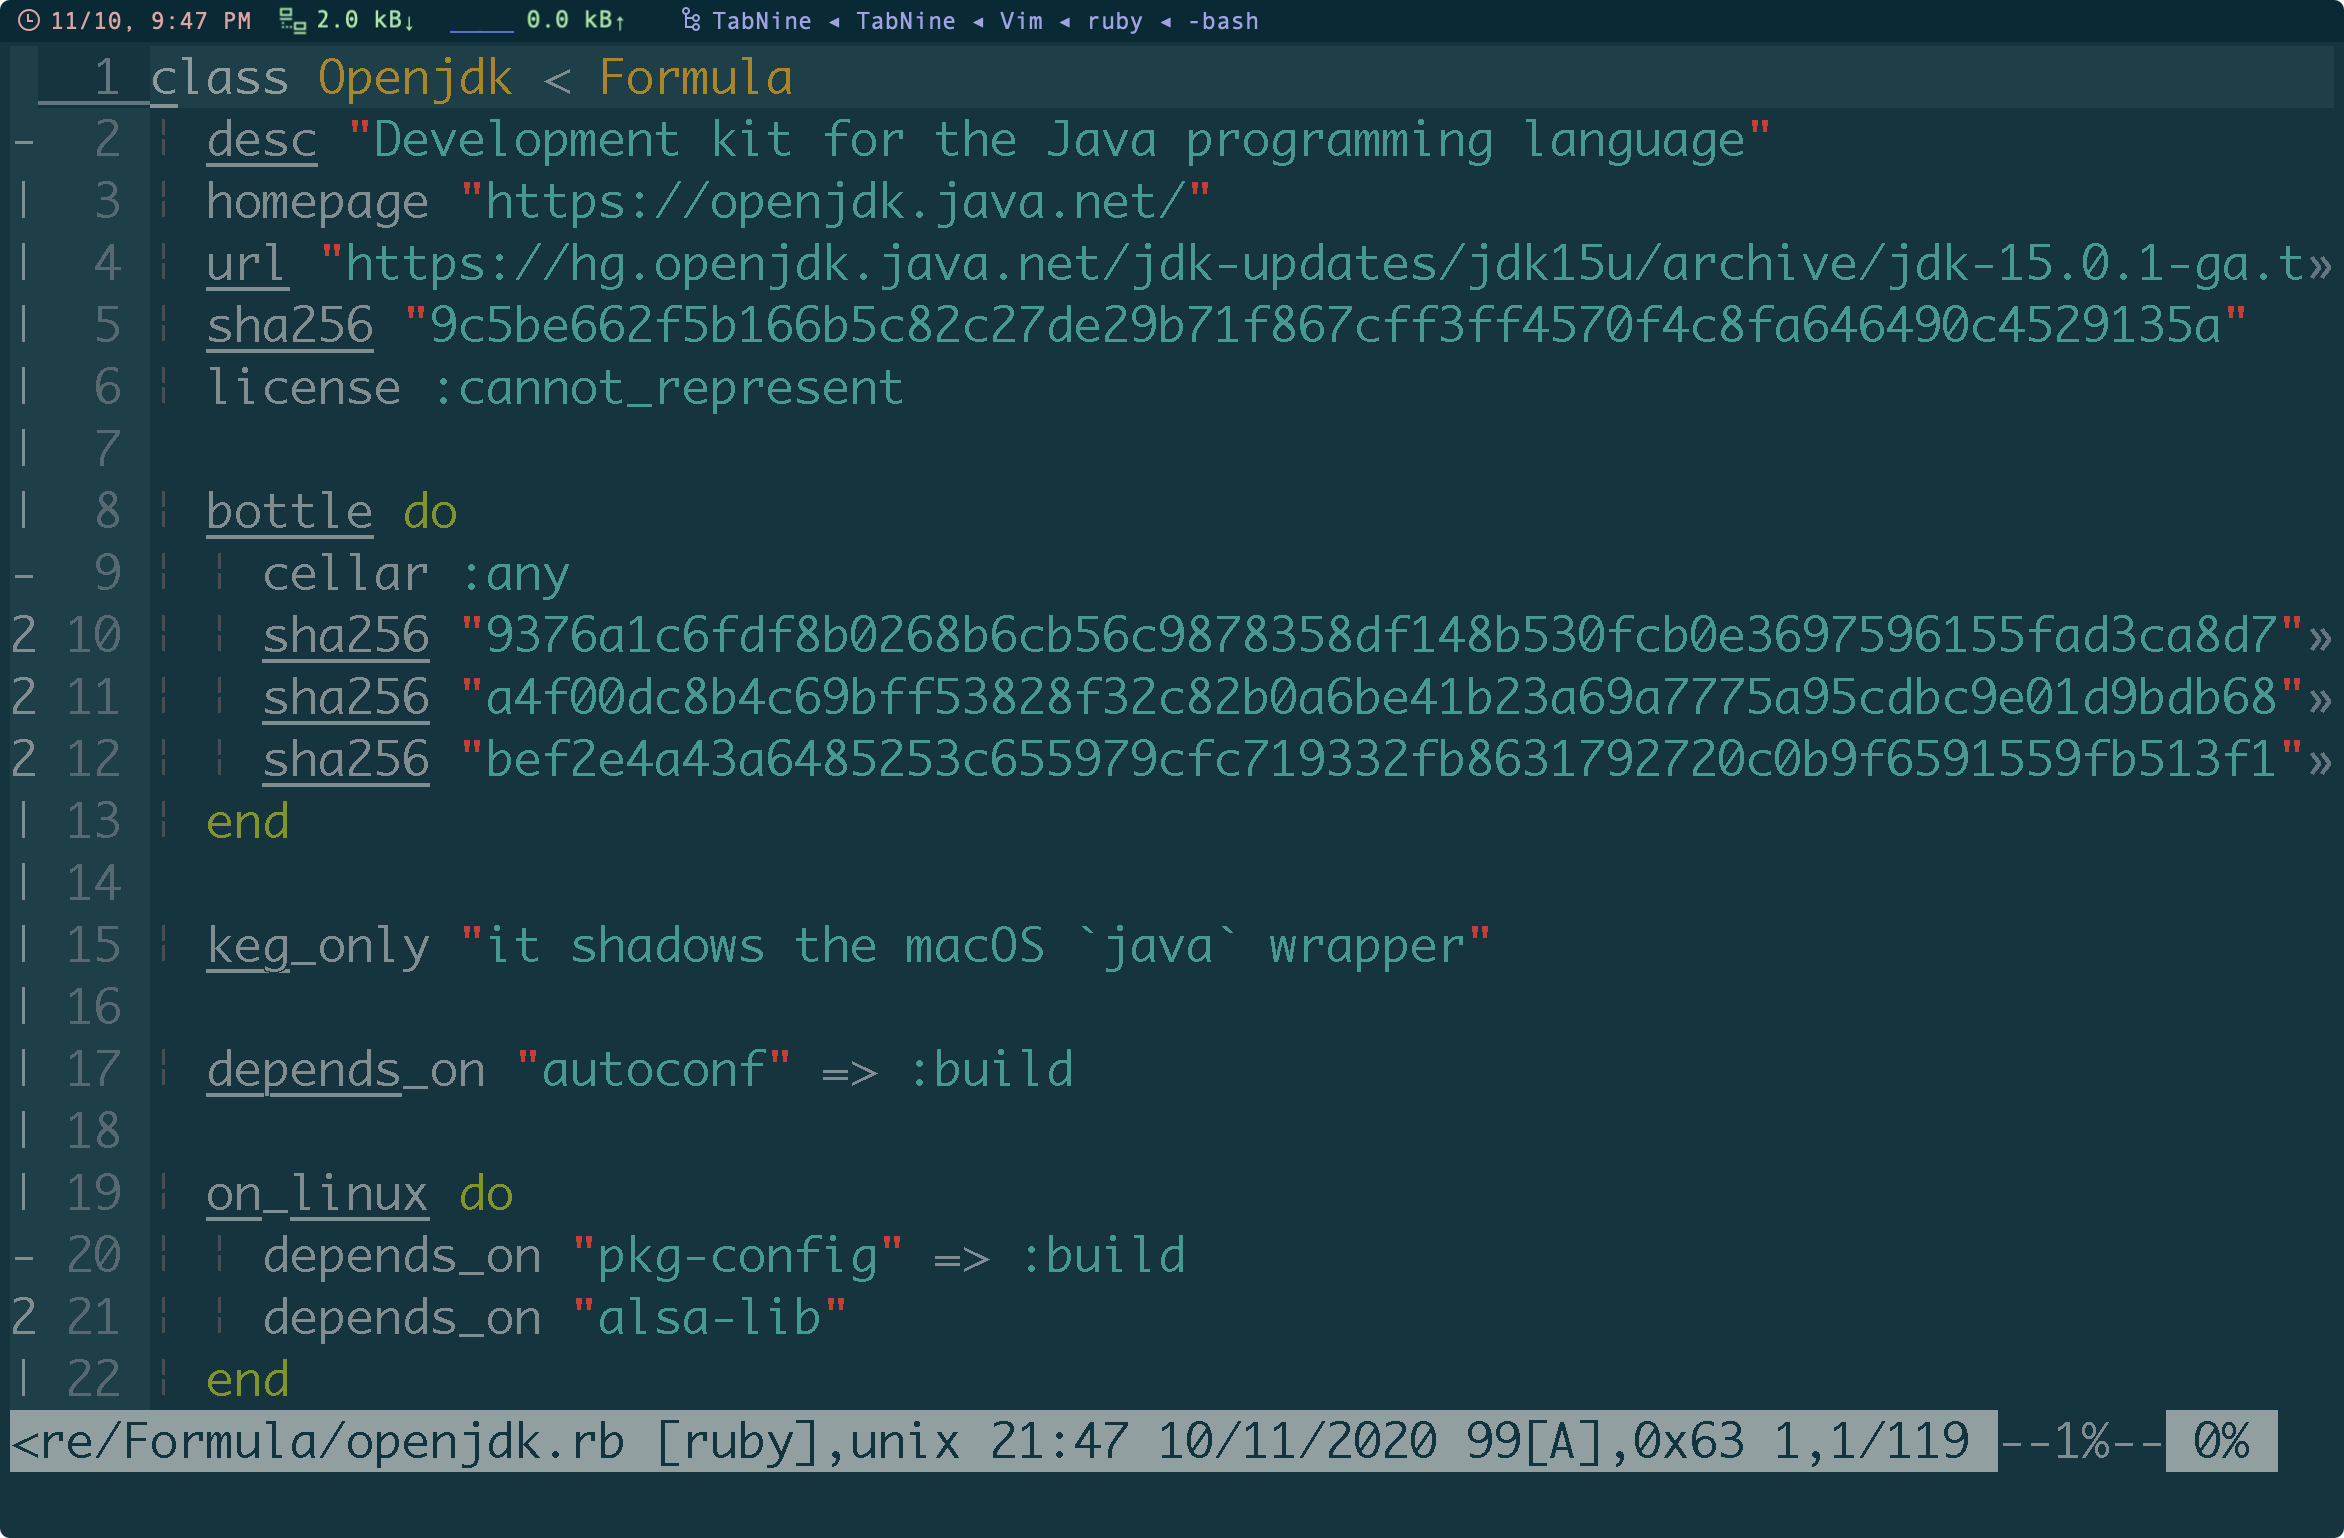 11/10, 9:47 PM 2.0 kB↓ 0.0 kB↑ TabNine ◂ TabNine ◂ Vim ◂ ruby ◂ -bash
1 class Openjdk < Formula
- 2 ¦ desc "Development kit for the Java programming language"
| 3 ¦ homepage "https://openjdk.java.net/"
| 4 ¦ url "https://hg.openjdk.java.net/jdk-updates/jdk15u/archive/jdk-15.0.1-ga.t»
| 5 ¦ sha256 "9c5be662f5b166b5c82c27de29b71f867cff3ff4570f4c8fa646490c4529135a"
| 6 ¦ license :cannot_represent
| 7
| 8 ¦ bottle do
- 9 ¦ ¦ cellar :any
2 10 ¦ ¦ sha256 "9376a1c6fdf8b0268b6cb56c9878358df148b530fcb0e3697596155fad3ca8d7"»
2 11 ¦ ¦ sha256 "a4f00dc8b4c69bff53828f32c82b0a6be41b23a69a7775a95cdbc9e01d9bdb68"»
2 12 ¦ ¦ sha256 "bef2e4a43a6485253c655979cfc719332fb8631792720c0b9f6591559fb513f1"»
| 13 ¦ end
| 14
| 15 ¦ keg_only "it shadows the macOS `java` wrapper"
| 16
| 17 ¦ depends_on "autoconf" => :build
| 18
| 19 ¦ on_linux do
- 20 ¦ ¦ depends_on "pkg-config" => :build
2 21 ¦ ¦ depends_on "alsa-lib"
| 22 ¦ end
<re/Formula/openjdk.rb [ruby],unix 21:47 10/11/2020 99[A],0x63 1,1/119 --1%-- 0%